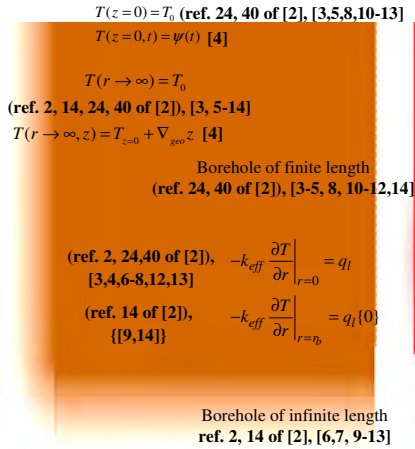 T(z=0)=T₀ (ref. 24, 40 of [2], [3,5,8,10-13]
T(z=0,t)=ψ(t) [4]
T(r→∞)=T₀
(ref. 2, 14, 24, 40 of [2]), [3, 5-14]
T(r→∞,z)=T_{z=0}+∇_{geo}z [4]
Borehole of finite length
(ref. 24, 40 of [2]), [3-5, 8, 10-12,14]
(ref. 2, 24,40 of [2]), -k_{eff} ∂T/∂r|_{r=0} = q_l
[3,4,6-8,12,13]
(ref. 14 of [2]), -k_{eff} ∂T/∂r|_{r=r_b} = q_l{0}
{[9,14]}
Borehole of infinite length
ref. 2, 14 of [2], [6,7, 9-13]